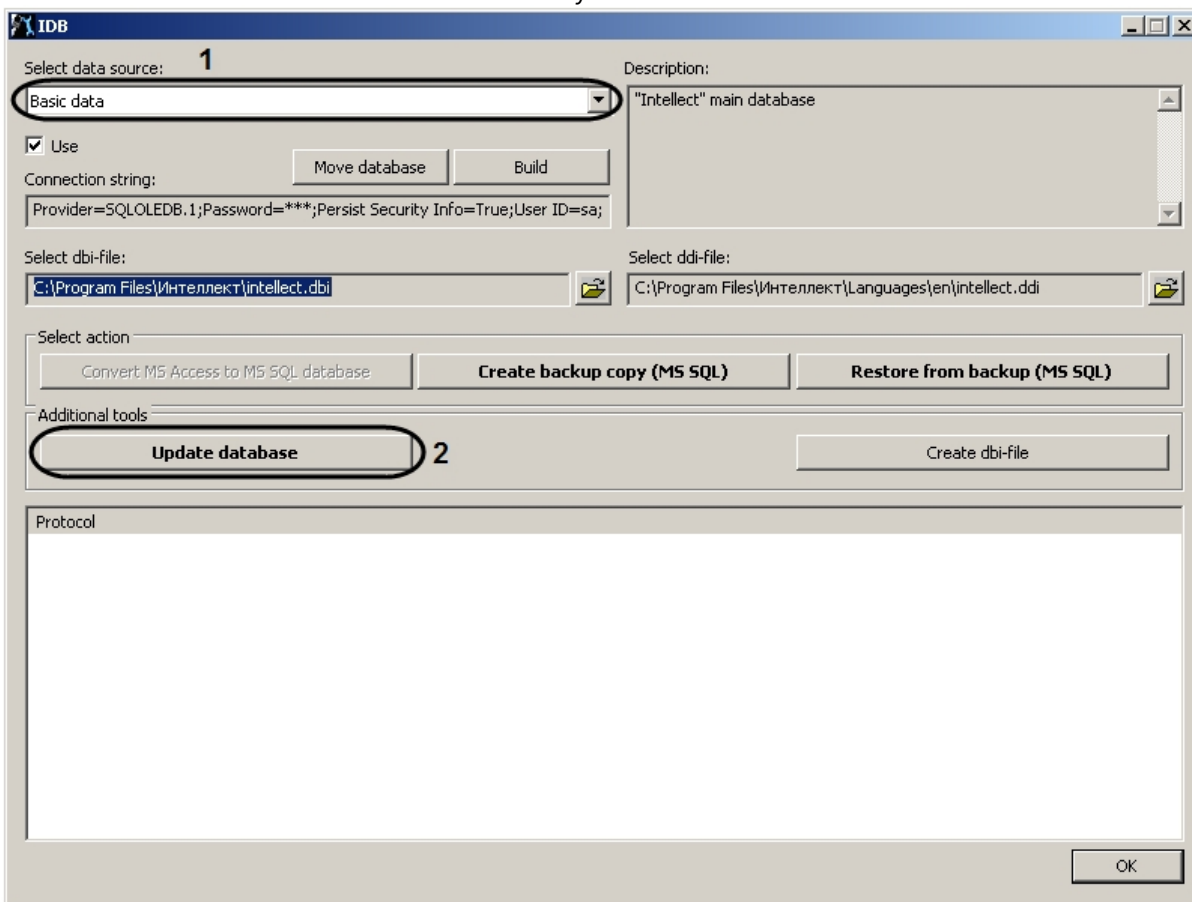 IDB
1
Select data source:
Description:
Basic data
"Intellect" main database
Use
Move database
Build
Connection string:
Provider=SQLOLEDB.1;Password=***;Persist Security Info=True;User ID=sa;
Select dbi-file:
Select ddi-file:
C:\Program Files\Интеллект\intellect.dbi
C:\Program Files\Интеллект\Languages\en\intellect.ddi
Select action
Convert MS Access to MS SQL database
Create backup copy (MS SQL)
Restore from backup (MS SQL)
Additional tools
Update database
2
Create dbi-file
Protocol
OK